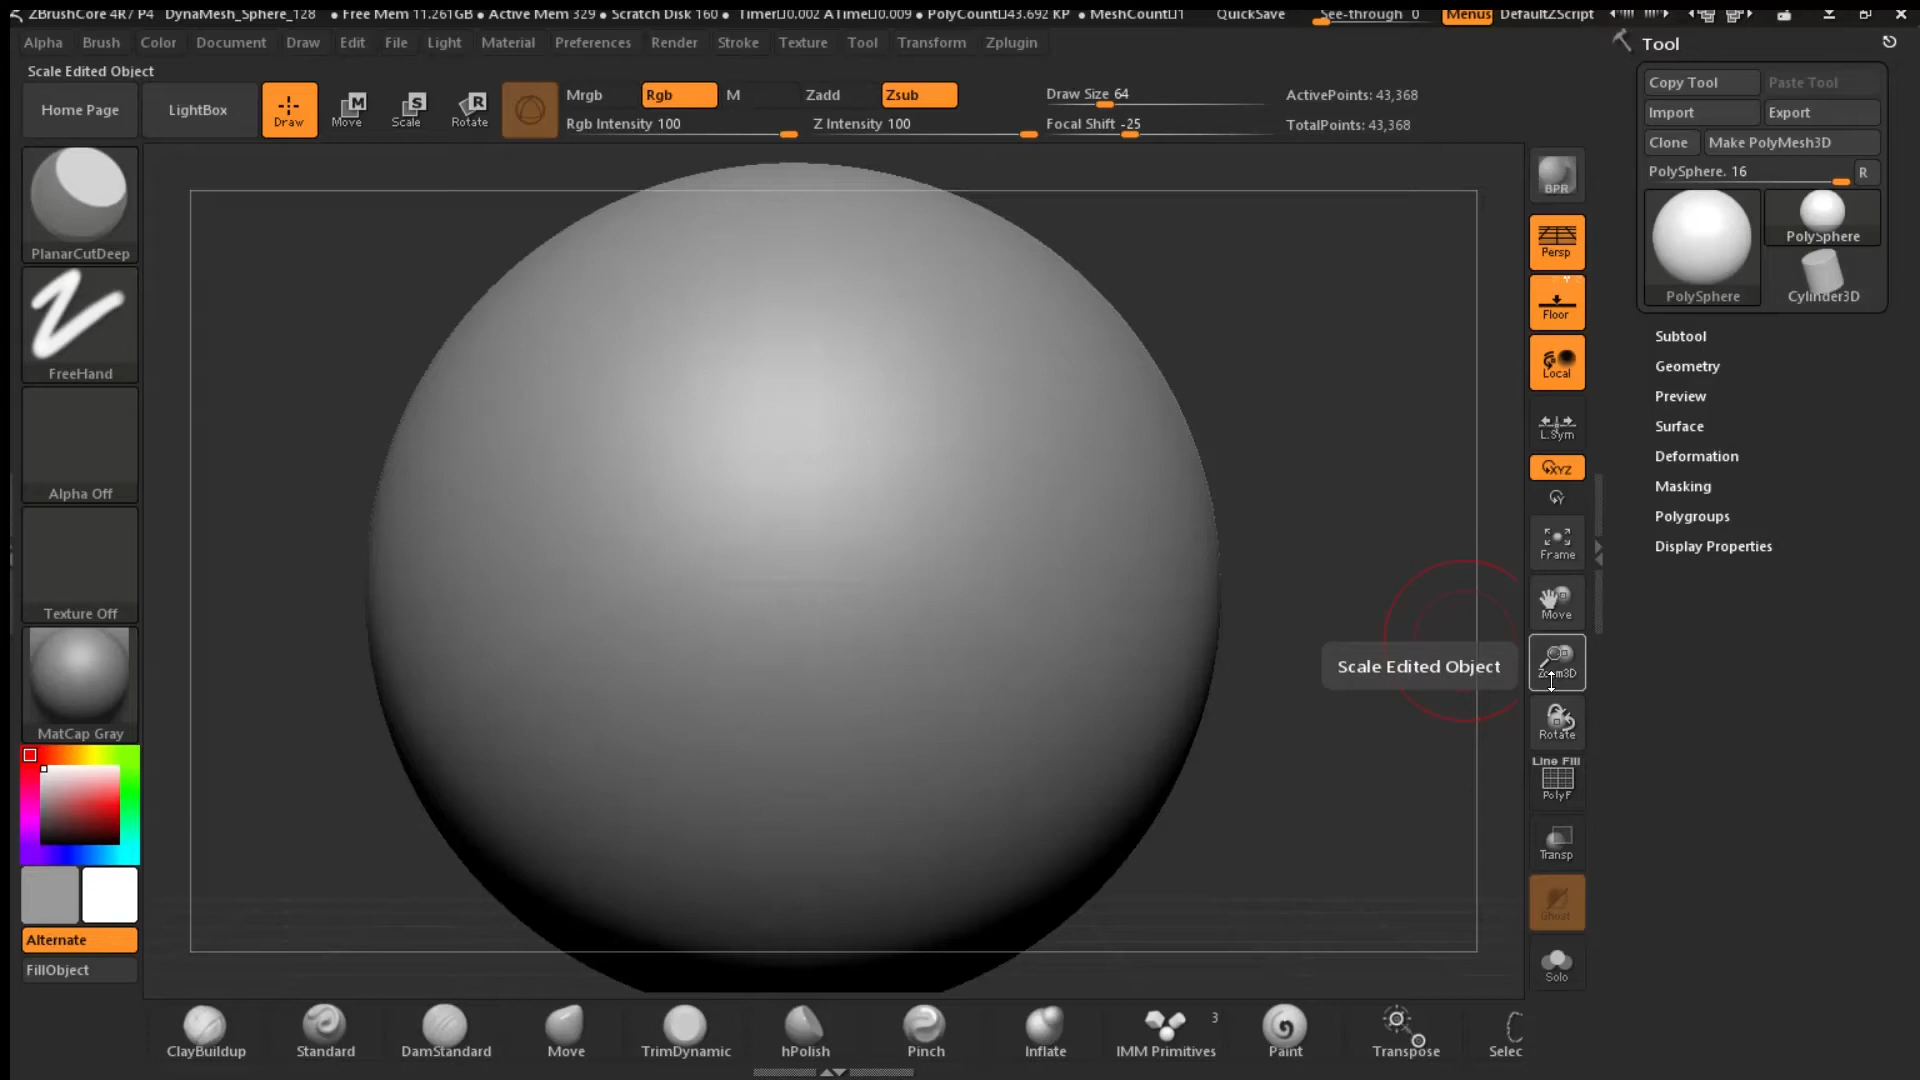 ZBrushCore 4R7 P4 DynaMesh_Sphere_128 • Free Mem 11.261GB • Active Mem 329 • Scratch Disk 160 • Timer▯0.002 ATime▯0.009 • PolyCount▯43.692 KP • MeshCount▯1 QuickSave See-through 0 Menus DefaultZScript
Alpha Brush Color Document Draw Edit File Light Material Preferences Render Stroke Texture Tool Transform Zplugin
Scale Edited Object
Home Page
LightBox
Draw
M
Move
S
Scale
R
Rotate
Mrgb Rgb M Zadd Zsub
Rgb Intensity 100 Z Intensity 100
Draw Size 64
Focal Shift -25
ActivePoints: 43,368
TotalPoints: 43,368
PlanarCutDeep
FreeHand
Alpha Off
Texture Off
MatCap Gray
Alternate
FillObject
Scale Edited Object
BPR
Persp
Floor
Local
L.Sym
XYZ
Y
Frame
Move
Zoom3D
Rotate
Line Fill
PolyF
Transp
Ghost
Solo
Tool
Copy Tool Paste Tool
Import Export
Clone Make PolyMesh3D
PolySphere. 16 R
PolySphere
PolySphere
Cylinder3D
Subtool
Geometry
Preview
Surface
Deformation
Masking
Polygroups
Display Properties
ClayBuildup Standard DamStandard Move TrimDynamic hPolish Pinch Inflate IMM Primitives 3 Paint Transpose Selec